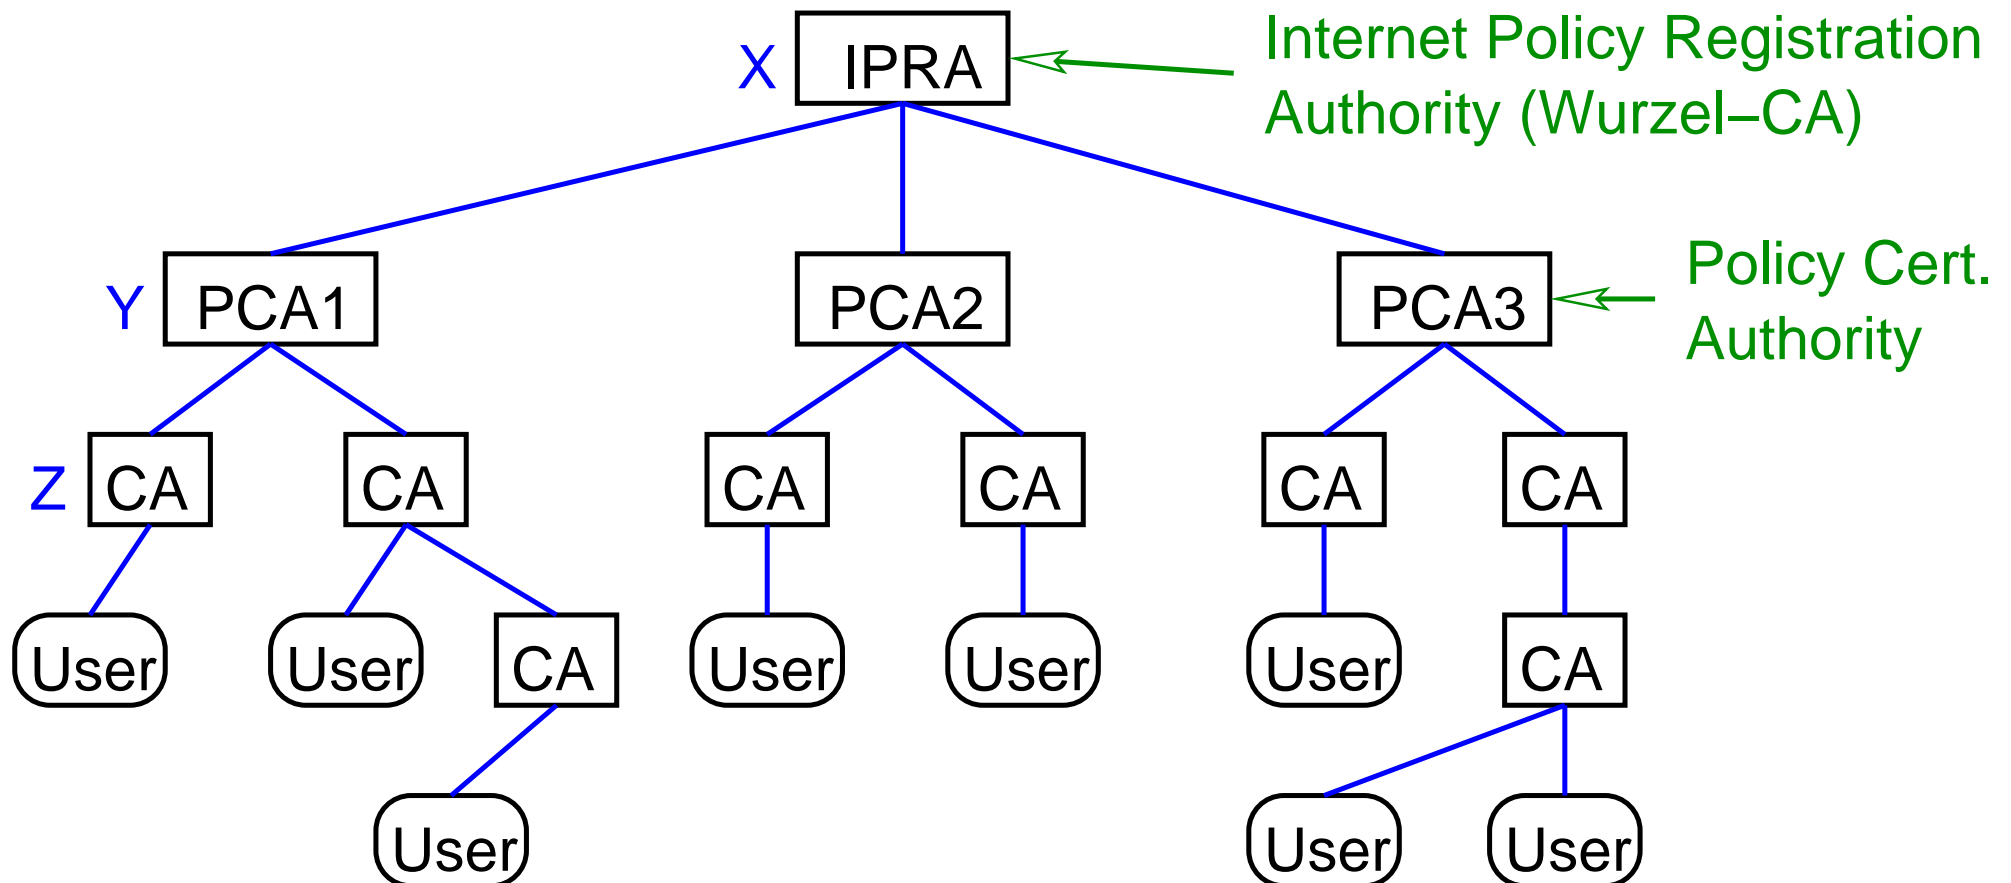 X
IPRA
Internet Policy Registration
Authority (Wurzel–CA)
Y
PCA1
PCA2
PCA3
Policy Cert.
Authority
Z
CA
CA
CA
CA
CA
CA
User
User
CA
User
User
User
CA
User
User
User